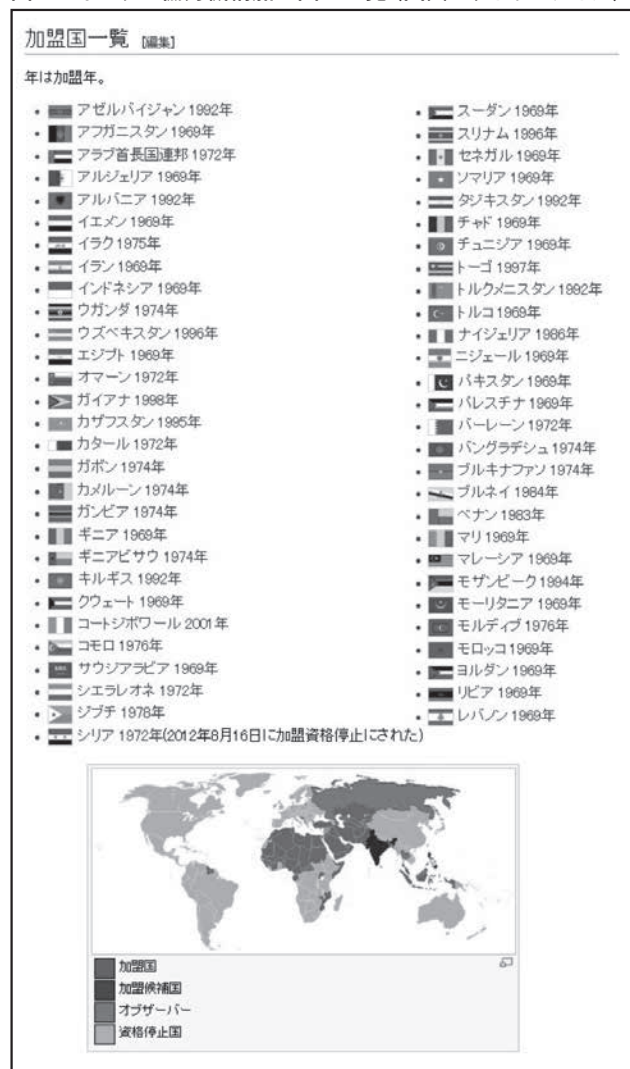 加盟国一覧 [編集]
年は加盟年。
アゼルバイジャン 1992年
アフガニスタン 1969年
アラブ首長国連邦 1972年
アルジェリア 1969年
アルバニア 1992年
イエメン 1969年
イラク 1975年
イラン 1969年
インドネシア 1969年
ウガンダ 1974年
ウズベキスタン 1996年
エジプト 1969年
オマーン 1972年
ガイアナ 1998年
カザフスタン 1995年
カタール 1972年
ガボン 1974年
カメルーン 1974年
ガンビア 1974年
ギニア 1969年
ギニアビサウ 1974年
キルギス 1992年
クウェート 1969年
コートジボワール 2001年
コモロ 1976年
サウジアラビア 1969年
シエラレオネ 1972年
ジブチ 1978年
シリア 1972年(2012年8月16日に加盟資格停止にされた)
スーダン 1969年
スリナム 1996年
セネガル 1969年
ソマリア 1969年
タジキスタン 1992年
チャド 1969年
チュニジア 1969年
トーゴ 1997年
トルクメニスタン 1992年
トルコ 1969年
ナイジェリア 1986年
ニジェール 1969年
パキスタン 1969年
パレスチナ 1969年
バーレーン 1972年
バングラデシュ 1974年
ブルキナファソ 1974年
ブルネイ 1984年
ベナン 1983年
マリ 1969年
マレーシア 1969年
モザンビーク 1994年
モーリタニア 1969年
モルディブ 1976年
モロッコ 1969年
ヨルダン 1969年
リビア 1969年
レバノン 1969年
加盟国
加盟候補国
オブザーバー
資格停止国